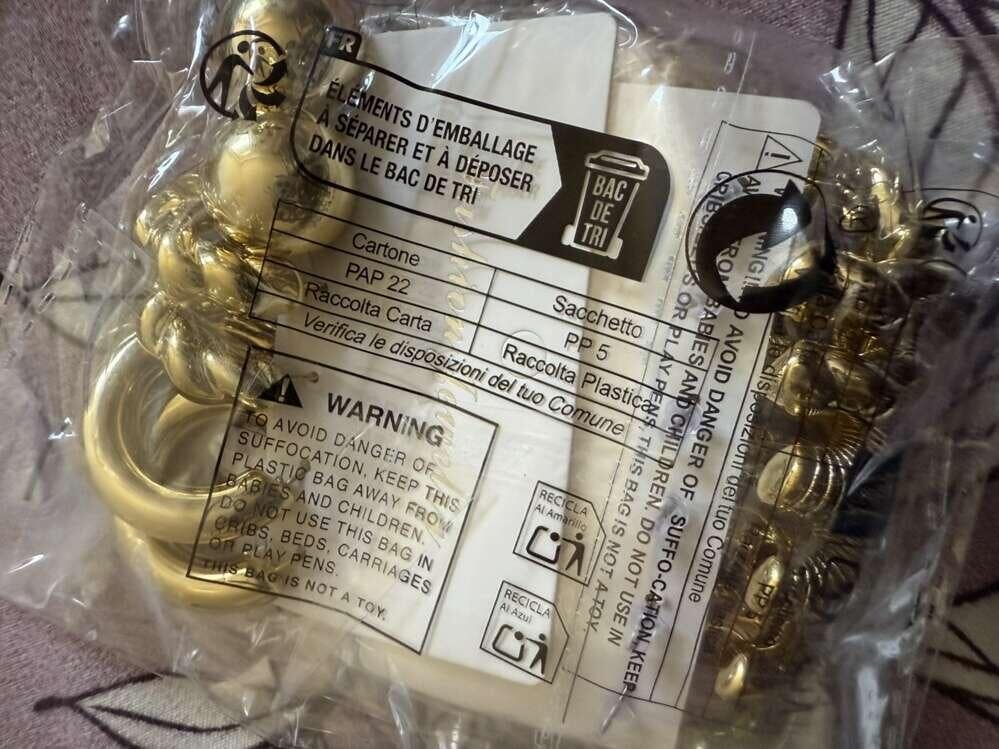 FR
ÉLÉMENTS D'EMBALLAGE
À SÉPARER ET À DÉPOSER
DANS LE BAC DE TRI
BAC
DE
TRI
Cartone
PAP 22
Raccolta Carta
Sacchetto
PP 5
Raccolta Plastica
Verifica le disposizioni del tuo Comune
WARNING
TO AVOID DANGER OF
SUFFOCATION, KEEP THIS
PLASTIC BAG AWAY FROM
BABIES AND CHILDREN,
DO NOT USE THIS BAG IN
CRIBS, BEDS, CARRIAGES
OR PLAY PENS.
THIS BAG IS NOT A TOY.
RECICLA
Al Amarillo
RECICLA
Al Azul
AVOID DANGER OF SUFFO-CATION, KEEP
BABIES AND CHILDREN, DO NOT USE IN
OR PLAY PENS, THIS BAG IS NOT A TOY.
disposizioni del tuo Comune